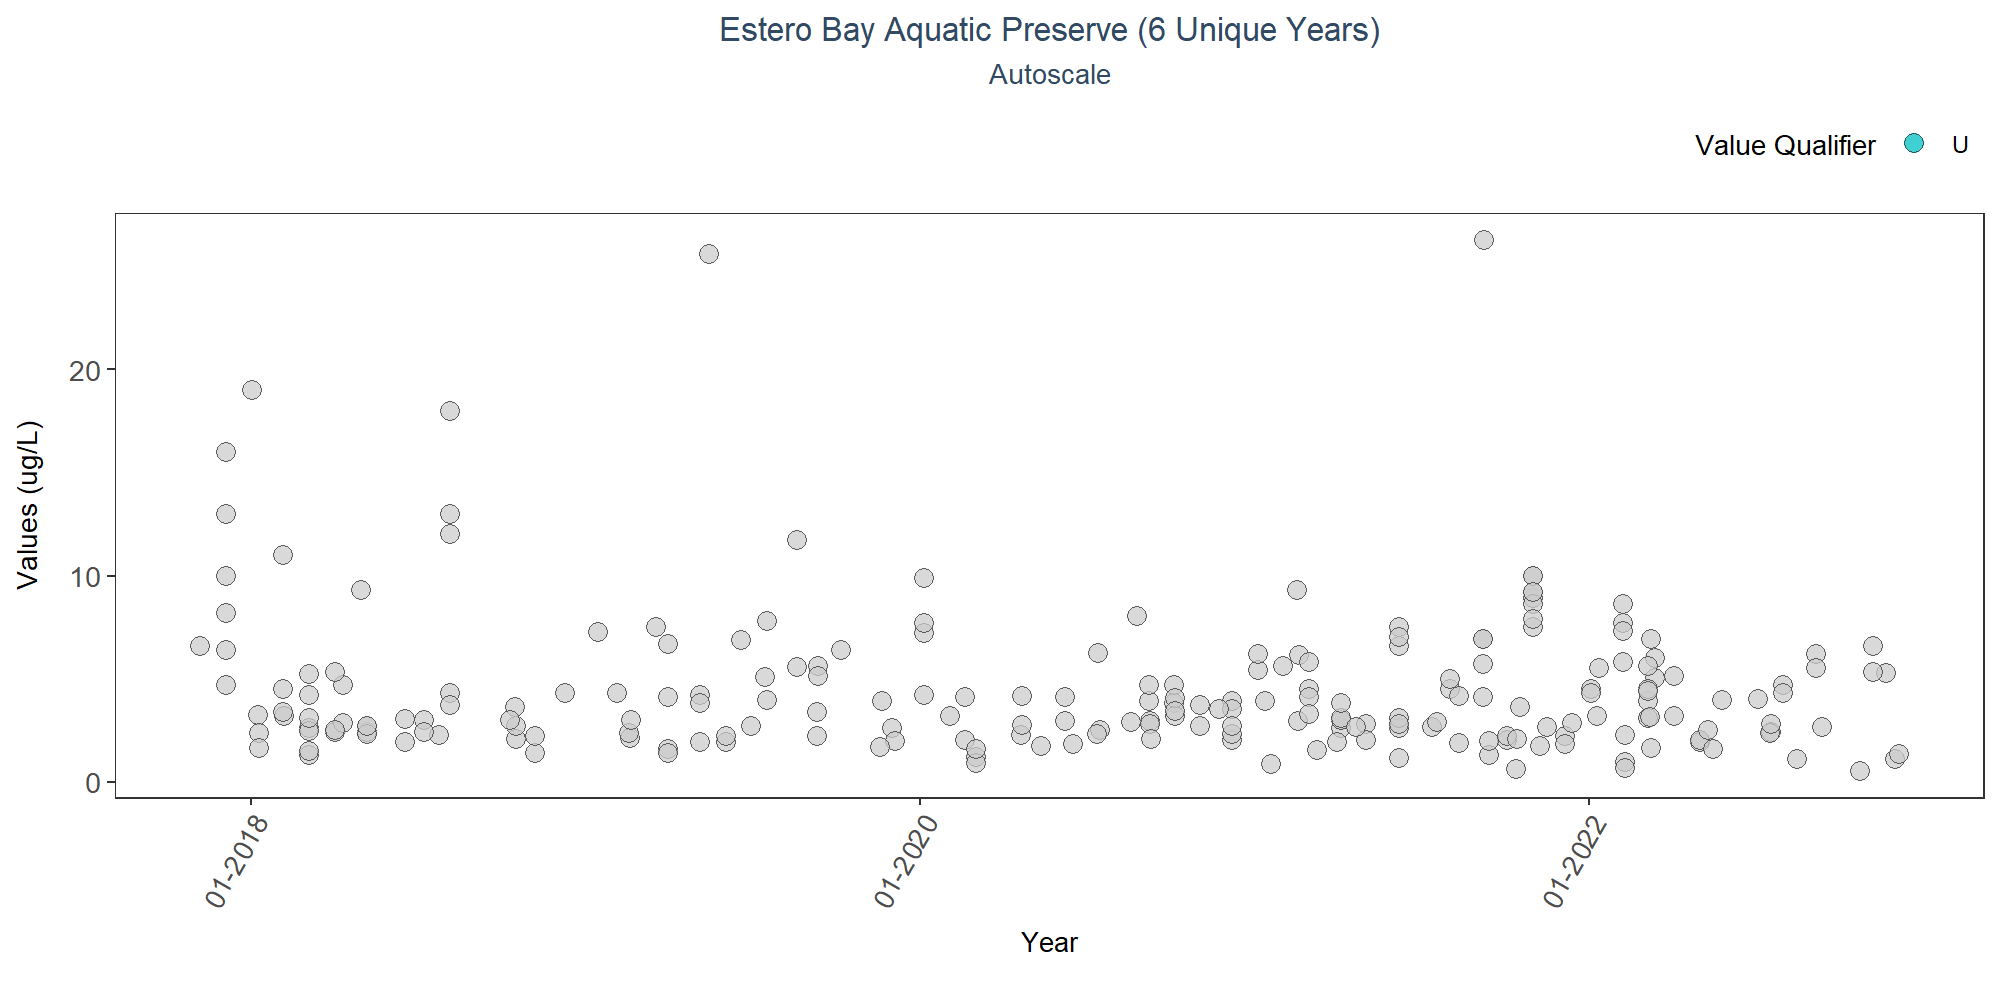 Estero Bay Aquatic Preserve (6 Unique Years)
Autoscale
Value Qualifier U
Values (ug/L)
20
10
0
01-2018
01-2020
01-2022
Year